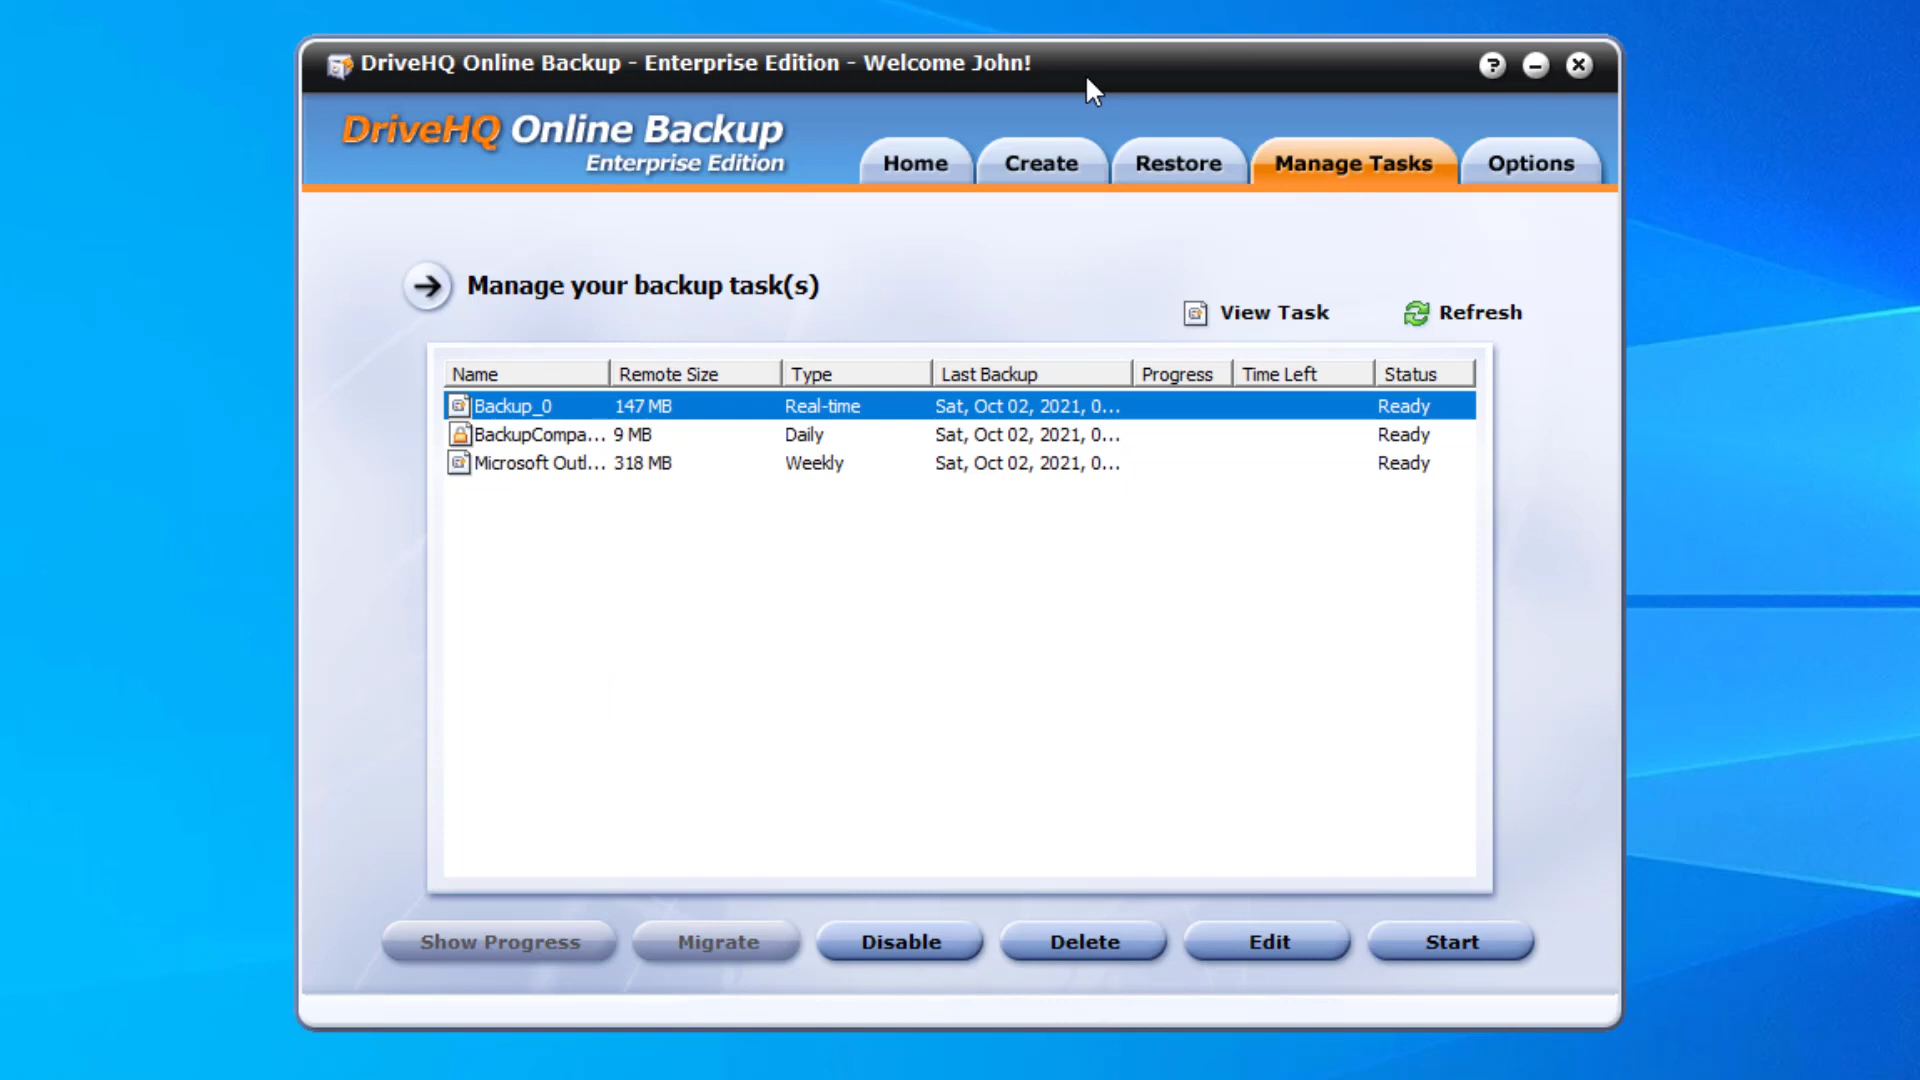 DriveHQ Online Backup - Enterprise Edition - Welcome John!
DriveHQ Online Backup
Enterprise Edition
Home Create Restore Manage Tasks Options
Manage your backup task(s)
View Task Refresh
Name Remote Size Type Last Backup Progress Time Left Status
Backup_0 147 MB Real-time Sat, Oct 02, 2021, 0... Ready
BackupCompa... 9 MB Daily Sat, Oct 02, 2021, 0... Ready
Microsoft Outl... 318 MB Weekly Sat, Oct 02, 2021, 0... Ready
Show Progress Migrate Disable Delete Edit Start